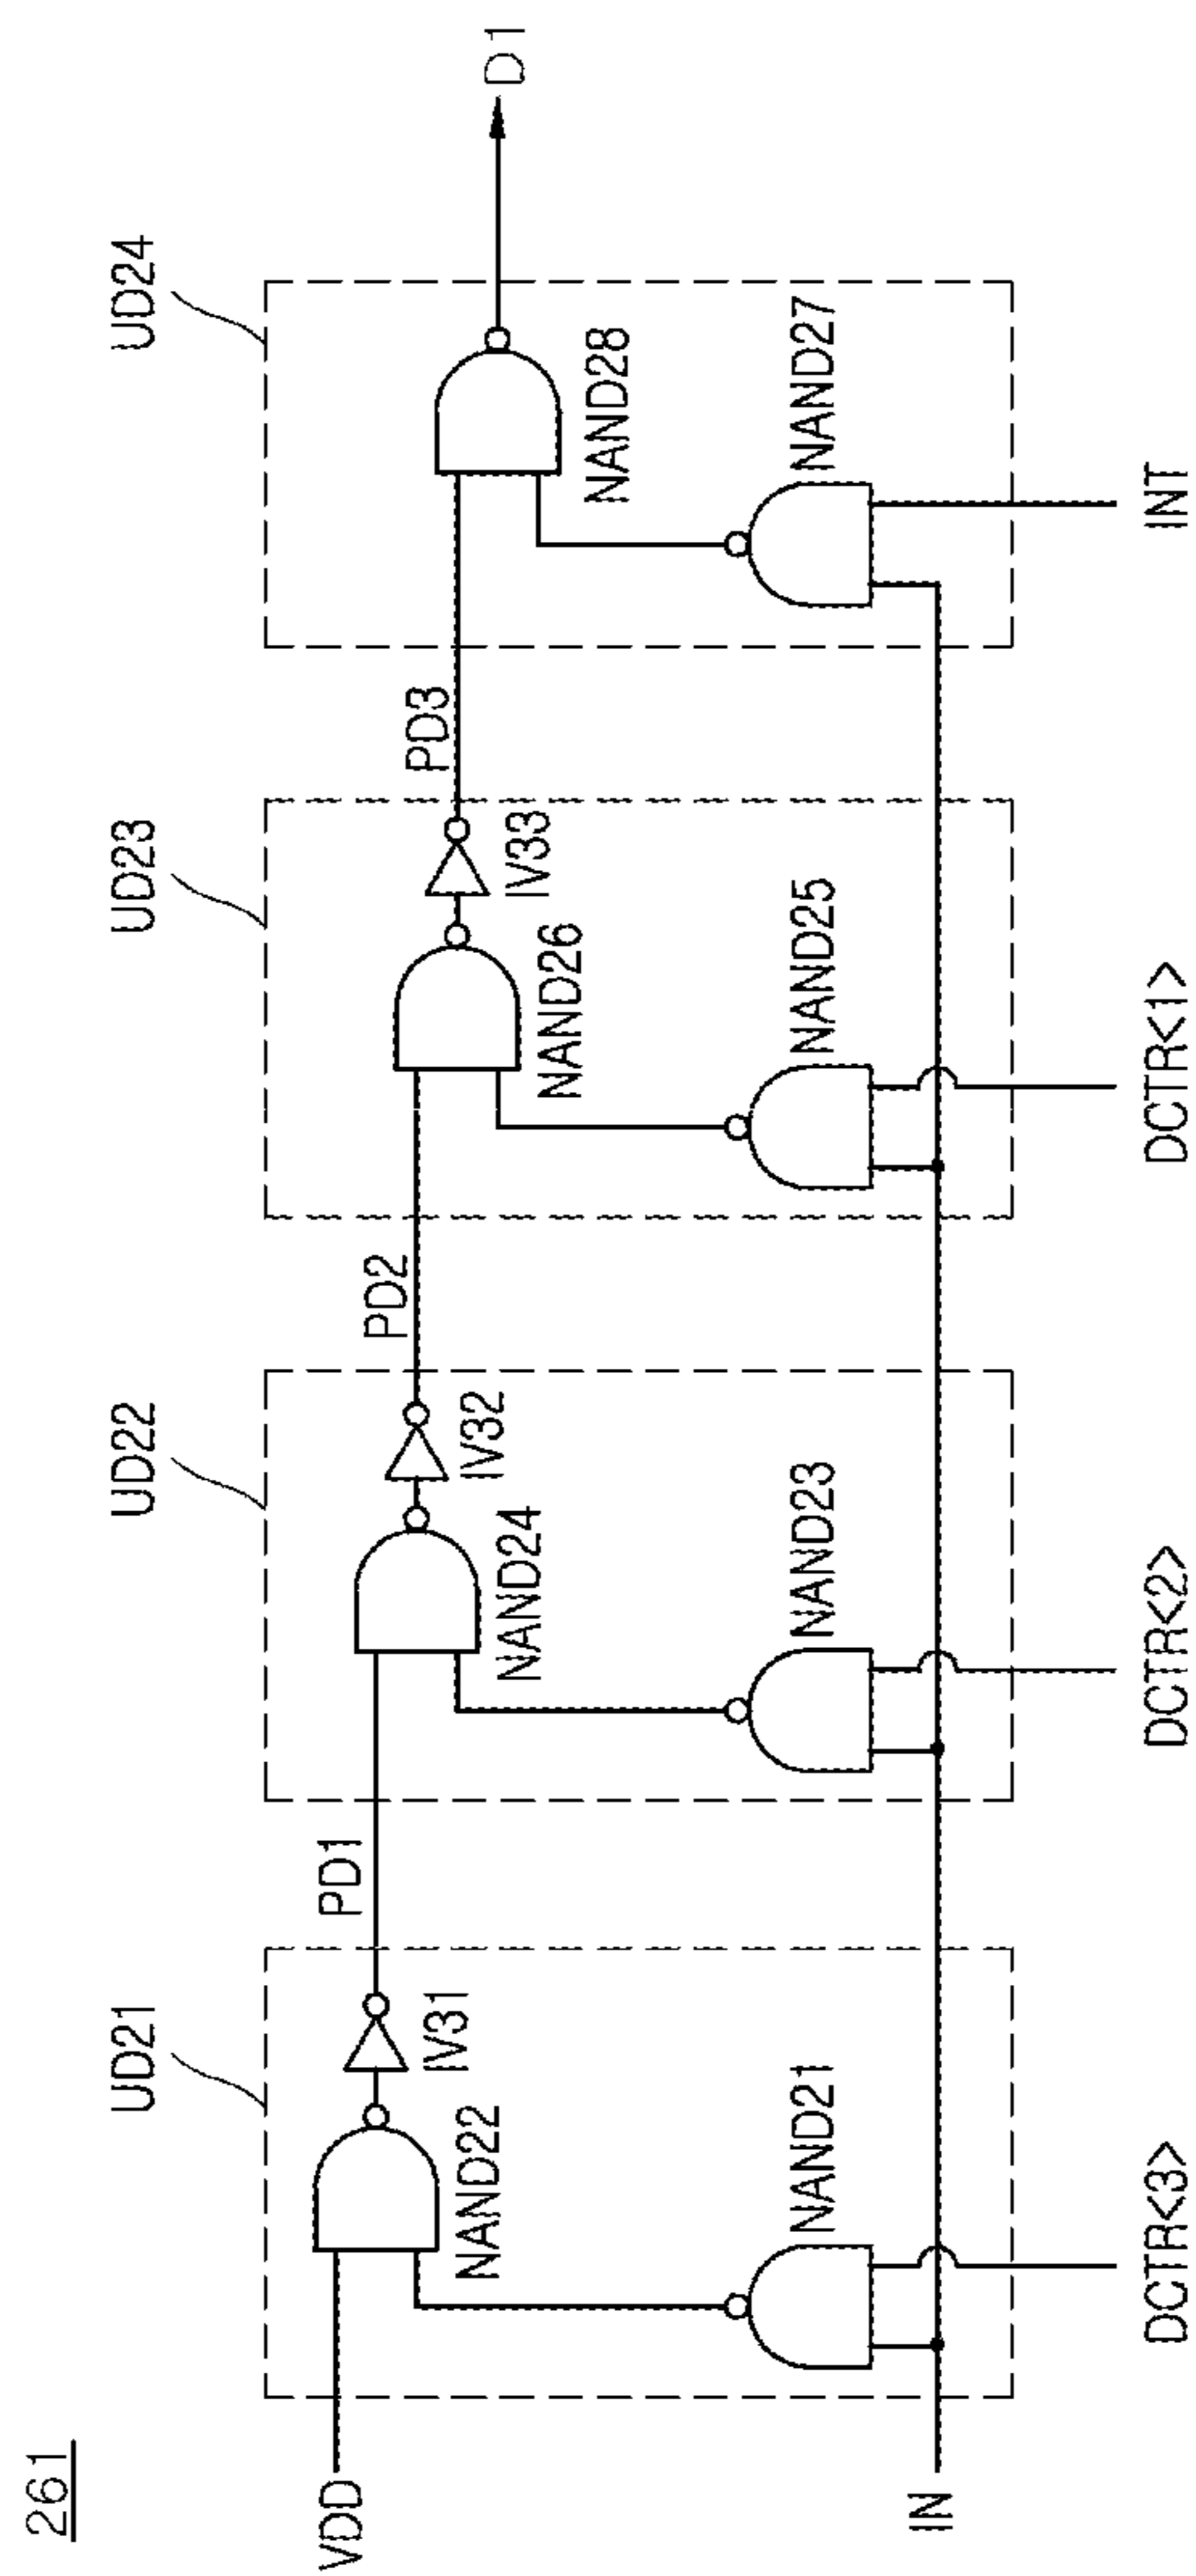 261
UD21
UD22
UD23
UD24
VDD
PD1
PD2
PD3
D1
IV31
IV32
IV33
NAND22
NAND24
NAND26
NAND28
NAND21
NAND23
NAND25
NAND27
IN
DCTR<3>
DCTR<2>
DCTR<1>
INT